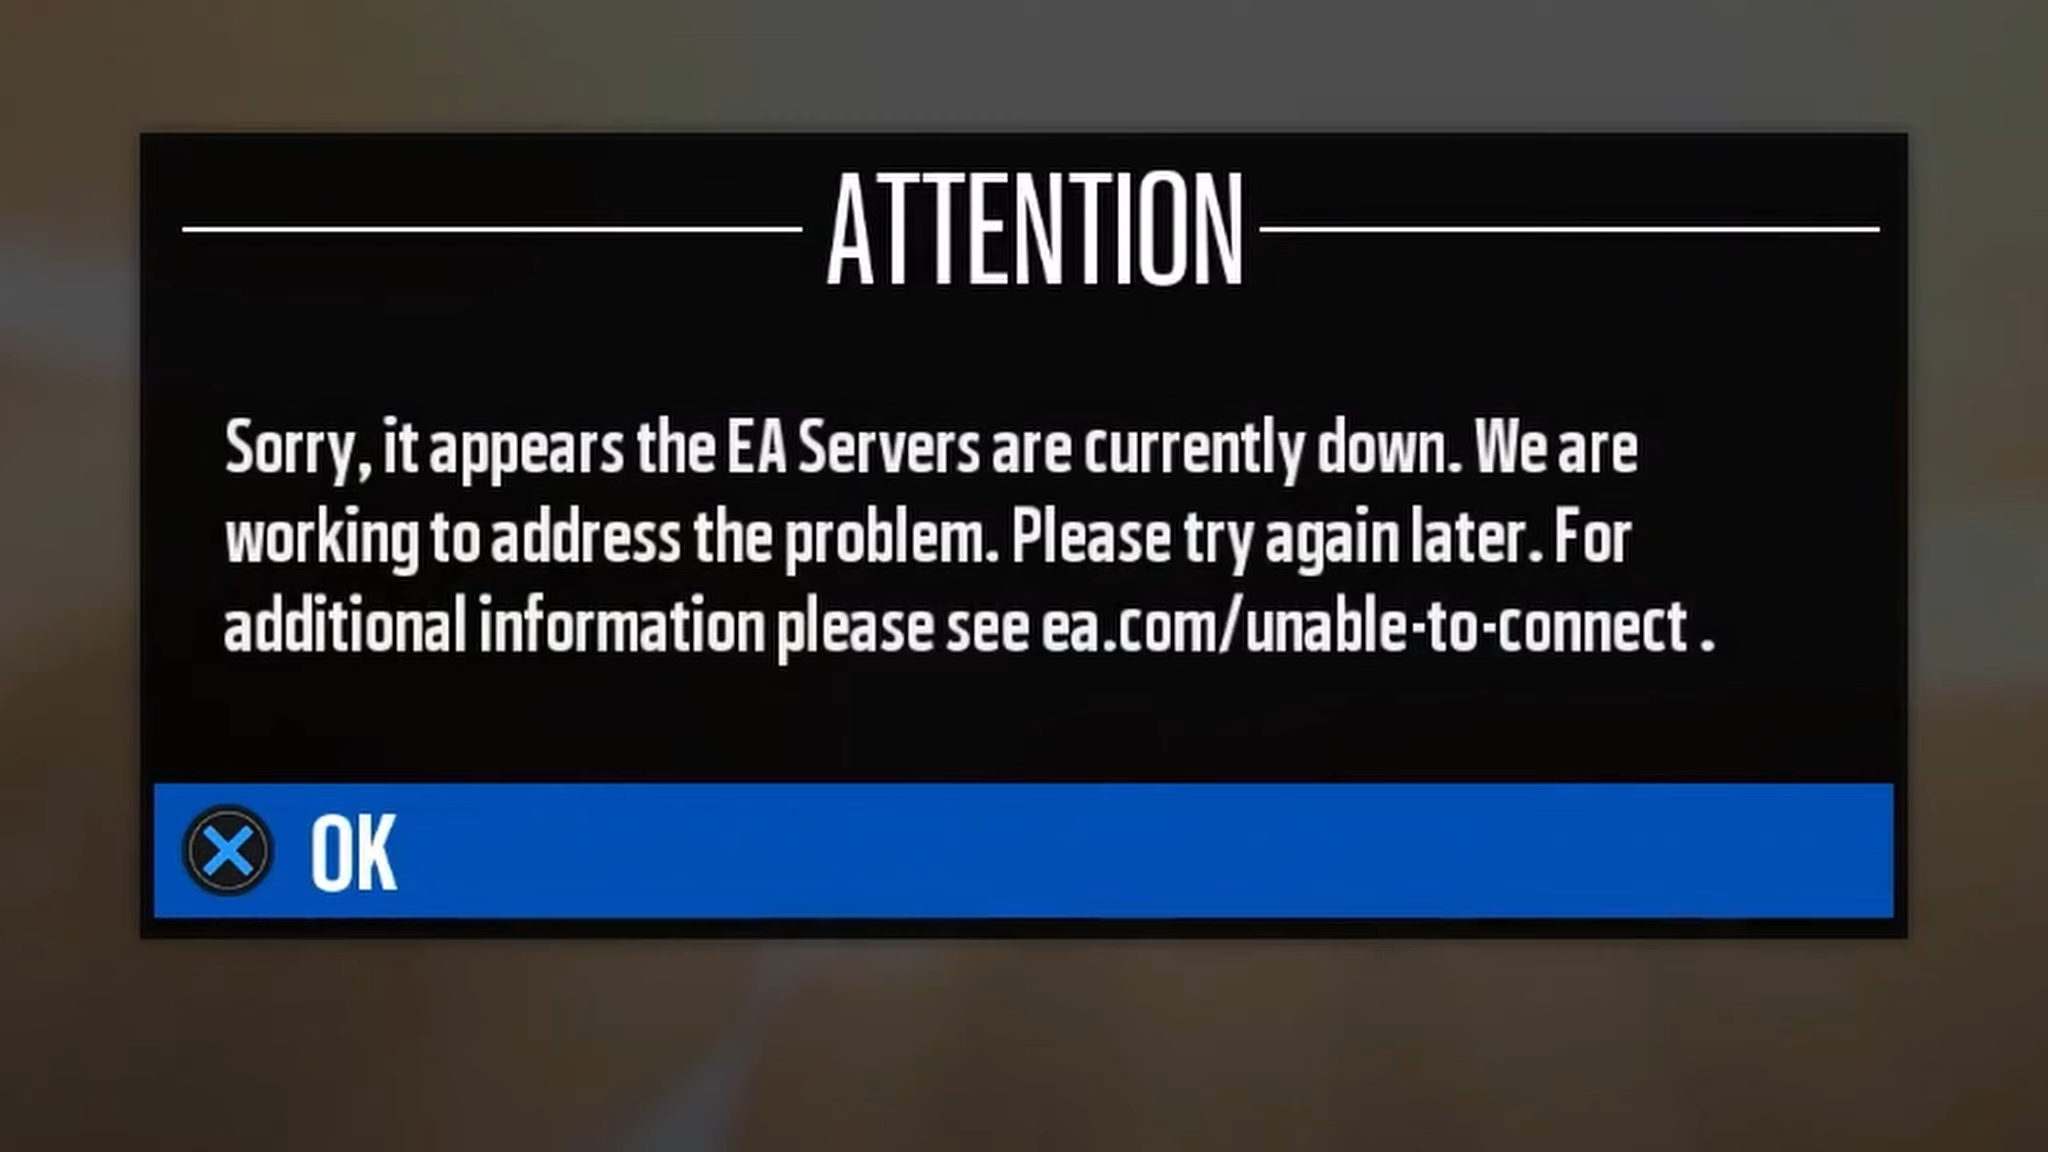 ATTENTION
Sorry, it appears the EA Servers are currently down. We are
working to address the problem. Please try again later. For
additional information please see ea.com/unable-to-connect .
OK